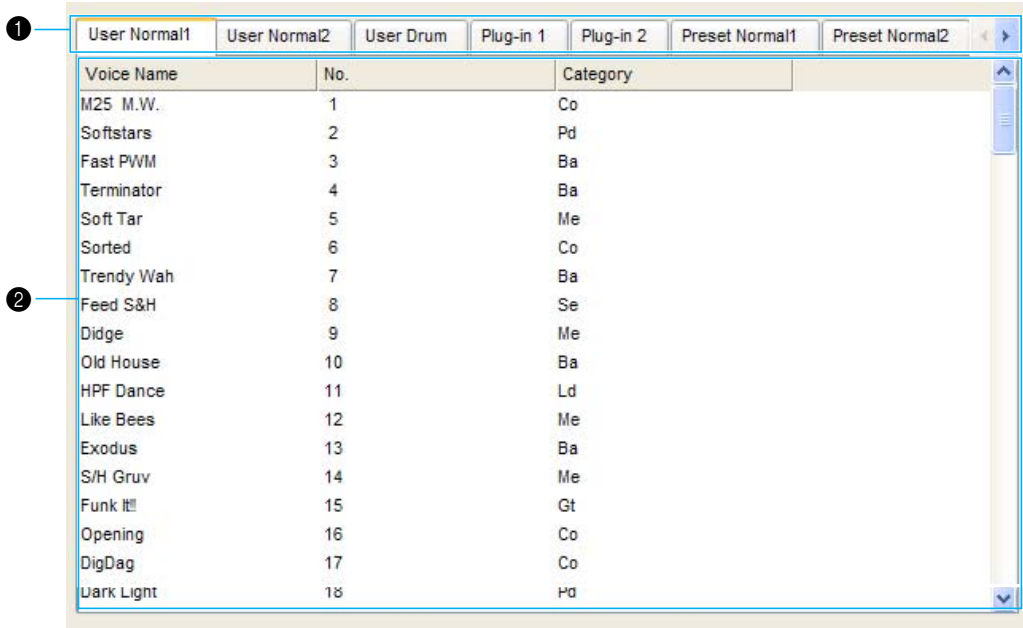 1
User Normal1 User Normal2 User Drum Plug-in 1 Plug-in 2 Preset Normal1 Preset Normal2
Voice Name No. Category
M25 M.W. 1 Co
Softstars 2 Pd
Fast PWM 3 Ba
Terminator 4 Ba
Soft Tar 5 Me
Sorted 6 Co
Trendy Wah 7 Ba
2
Feed S&H 8 Se
Didge 9 Me
Old House 10 Ba
HPF Dance 11 Ld
Like Bees 12 Me
Exodus 13 Ba
S/H Gruv 14 Me
Funk It!! 15 Gt
Opening 16 Co
DigDag 17 Co
Dark Light 18 Pd